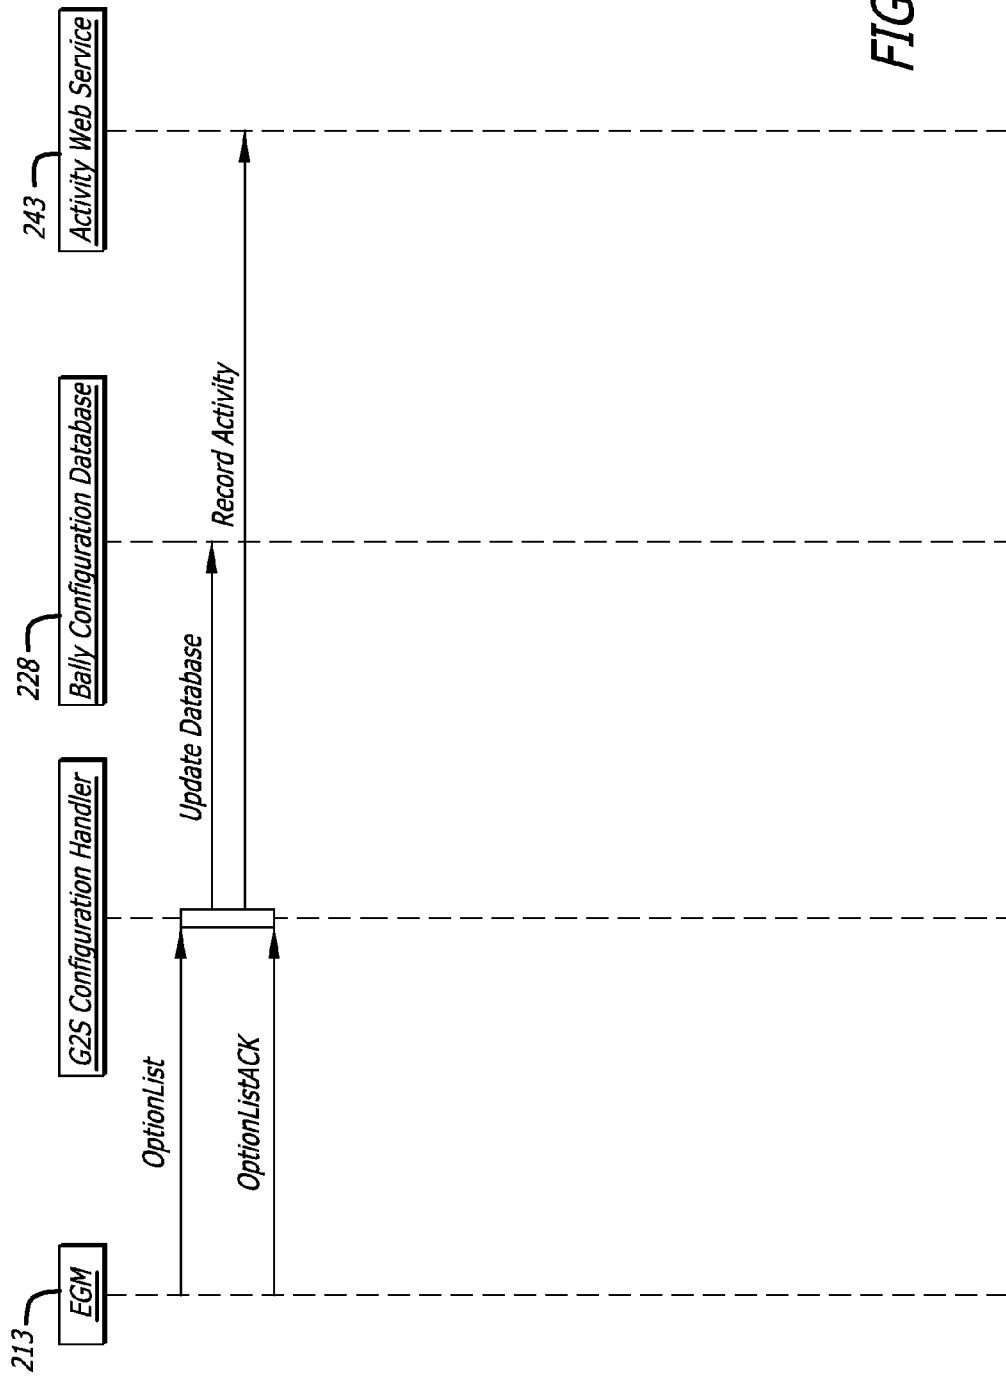 213
EGM
G2S Configuration Handler
228
Bally Configuration Database
243
Activity Web Service
OptionList
Update Database
Record Activity
OptionListACK
FIG